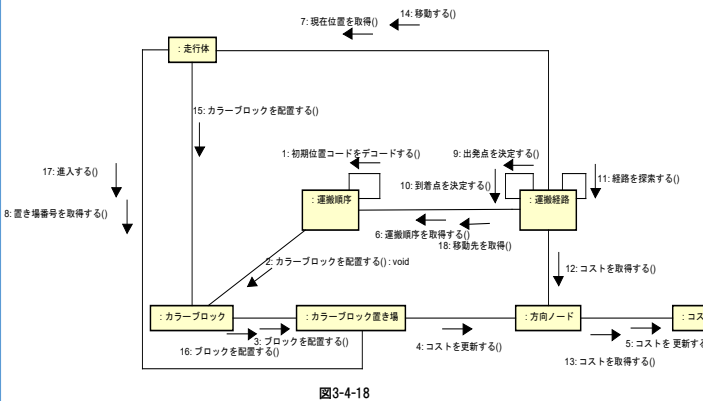 14: 移動する()
7: 現在位置を取得()
: 走行体
15: カラーブロックを配置する()
1: 初期位置コードをデコードする()
9: 出発点を決定する()
17: 進入する()
10: 到着点を決定する()
11: 経路を探索する()
: 運搬順序
: 運搬経路
8: 置き場番号を取得する()
6: 運搬順序を取得する()
18: 移動先を取得()
2: カラーブロックを配置する() : void
12: コストを取得する()
: カラーブロック
: カラーブロック置き場
: 方向ノード
: コス
3: ブロックを配置する()
16: ブロックを配置する()
4: コストを更新する()
5: コストを 更新す
13: コストを取得する()
図3-4-18